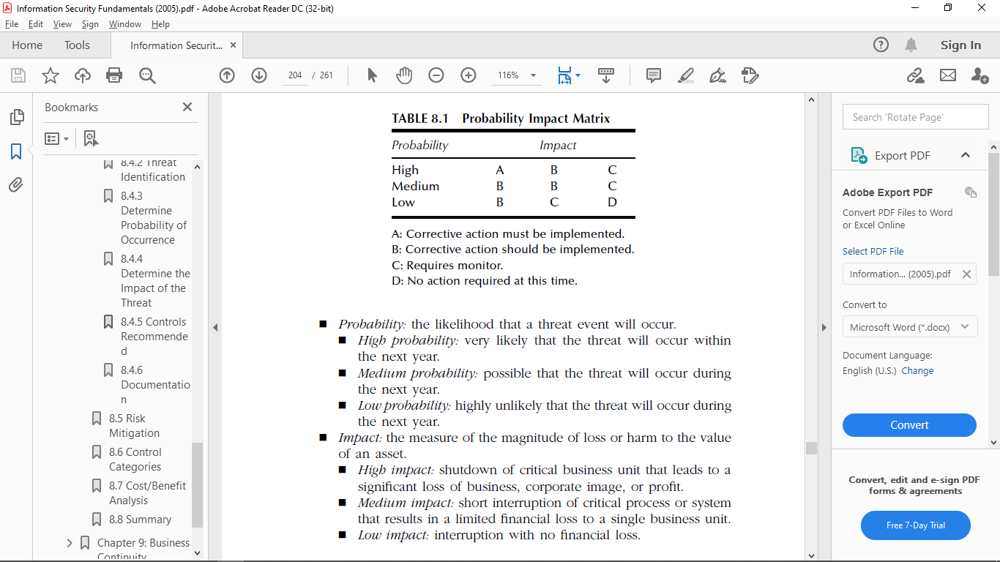 Information Security Fundamentals (2005).pdf - Adobe Acrobat Reader DC (32-bit)
File Edit View Sign Window Help
Home Tools Information Securit... ×
? Sign In
204 / 261
116%
Bookmarks
8.4.2 Threat
Identification
8.4.3
Determine
Probability of
Occurrence
8.4.4
Determine the
Impact of the
Threat
8.4.5 Controls
Recommende
d
8.4.6
Documentatio
n
8.5 Risk
Mitigation
8.6 Control
Categories
8.7 Cost/Benefit
Analysis
8.8 Summary
Chapter 9: Business
Continuity
TABLE 8.1 Probability Impact Matrix
Probability Impact
High A B C
Medium B B C
Low B C D
A: Corrective action must be implemented.
B: Corrective action should be implemented.
C: Requires monitor.
D: No action required at this time.
■ Probability: the likelihood that a threat event will occur.
■ High probability: very likely that the threat will occur within
the next year.
■ Medium probability: possible that the threat will occur during
the next year.
■ Low probability: highly unlikely that the threat will occur during
the next year.
■ Impact: the measure of the magnitude of loss or harm to the value
of an asset.
■ High impact: shutdown of critical business unit that leads to a
significant loss of business, corporate image, or profit.
■ Medium impact: short interruption of critical process or system
that results in a limited financial loss to a single business unit.
■ Low impact: interruption with no financial loss.
Search 'Rotate Page'
Export PDF
Adobe Export PDF
Convert PDF Files to Word
or Excel Online
Select PDF File
Information... (2005).pdf
Convert to
Microsoft Word (*.docx)
Document Language:
English (U.S.) Change
Convert
Convert, edit and e-sign PDF
forms & agreements
Free 7-Day Trial